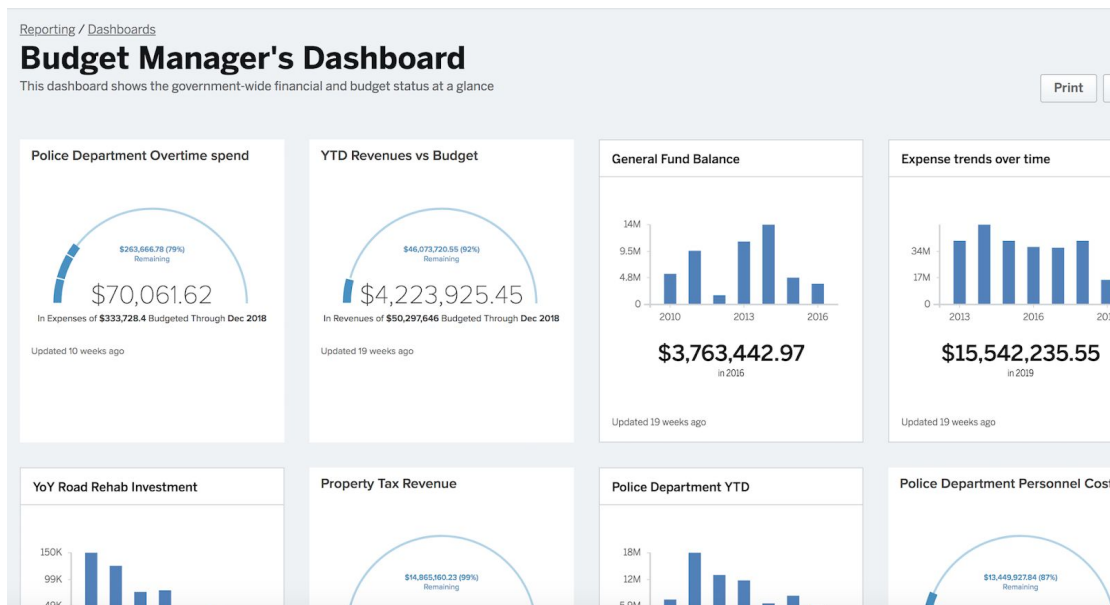 Reporting / Dashboards
Budget Manager's Dashboard
This dashboard shows the government-wide financial and budget status at a glance
Print
Police Department Overtime spend
$263,666.78 (79%)
Remaining
$70,061.62
In Expenses of $333,728.4 Budgeted Through Dec 2018
Updated 10 weeks ago
YTD Revenues vs Budget
$46,073,720.55 (92%)
Remaining
$4,223,925.45
In Revenues of $50,297,646 Budgeted Through Dec 2018
Updated 19 weeks ago
General Fund Balance
14M
9.5M
4.8M
0
2010 2013 2016
$3,763,442.97
in 2016
Updated 19 weeks ago
Expense trends over time
34M
17M
0
2013 2016
$15,542,235.55
in 2019
Updated 19 weeks ago
YoY Road Rehab Investment
150K
99K
Property Tax Revenue
$14,865,160.23 (99%)
Remaining
Police Department YTD
18M
12M
Police Department Personnel Cost
$13,449,927.84 (87%)
Remaining